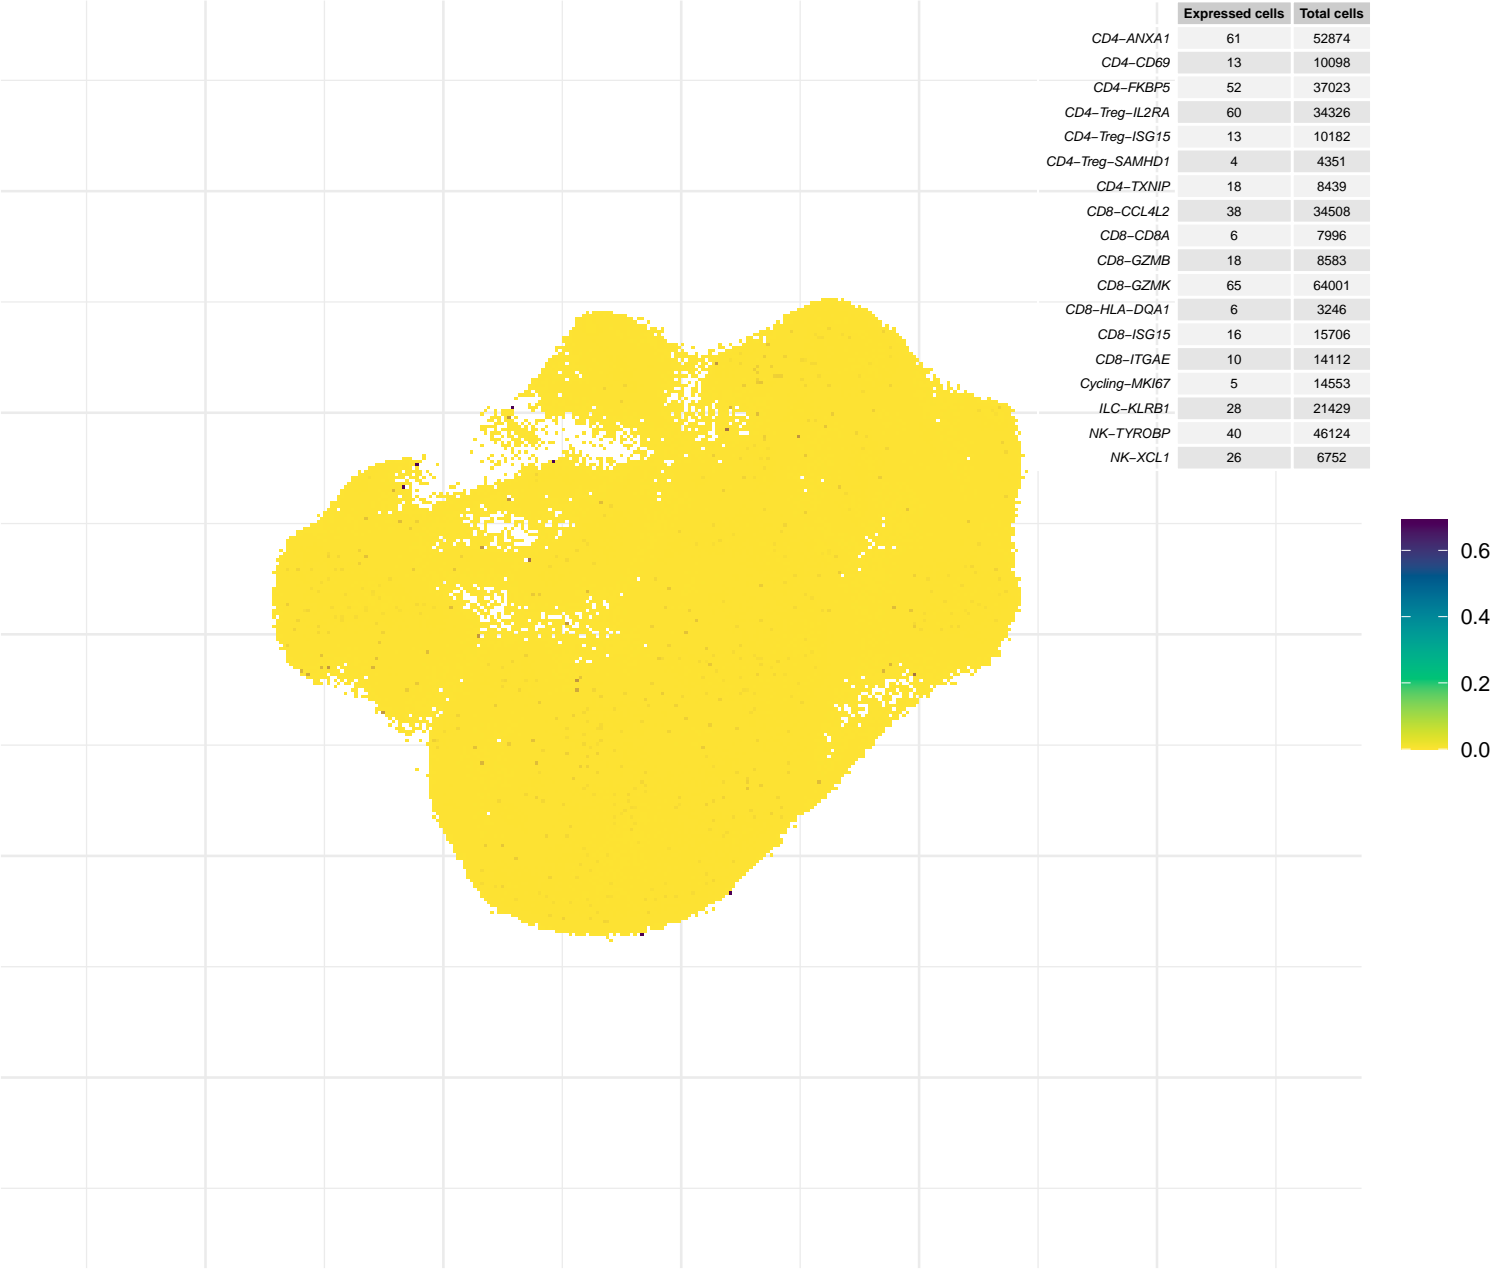 Expressed cells Total cells
CD4−ANXA1 61 52874
CD4−CD69 13 10098
CD4−FKBP5 52 37023
CD4−Treg−IL2RA 60 34326
CD4−Treg−ISG15 13 10182
CD4−Treg−SAMHD1 4 4351
CD4−TXNIP 18 8439
CD8−CCL4L2 38 34508
CD8−CD8A 6 7996
CD8−GZMB 18 8583
CD8−GZMK 65 64001
CD8−HLA−DQA1 6 3246
CD8−ISG15 16 15706
CD8−ITGAE 10 14112
Cycling−MKI67 5 14553
ILC−KLRB1 28 21429
NK−TYROBP 40 46124
NK−XCL1 26 6752
0.6
0.4
0.2
0.0